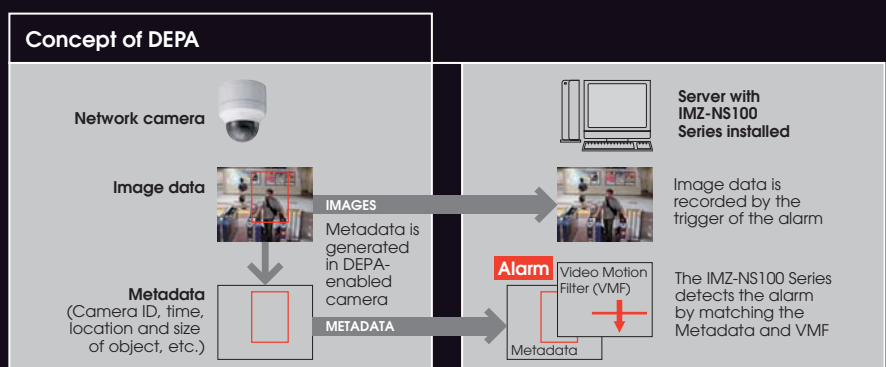 Concept of DEPA
Network camera
Image data
IMAGES
Metadata is
generated
in DEPA-
enabled
camera
Metadata
(Camera ID, time,
location and size
of object, etc.)
METADATA
Server with
IMZ-NS100
Series installed
Image data is
recorded by the
trigger of the alarm
Alarm
Video Motion
Filter (VMF)
Metadata
The IMZ-NS100 Series
detects the alarm
by matching the
Metadata and VMF